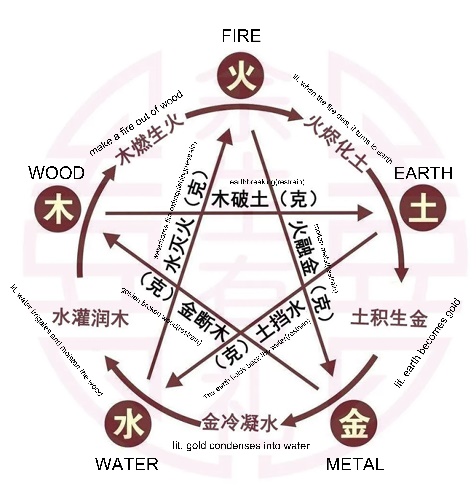 FIRE
火
make a fire out of wood
木燃生火
lit. when the fire dies, it turns to earth
火烬化土
WOOD
木
EARTH
土
earth breaking(restrain)
木破土（克）
水灭火（克）
火融金（克）
金断木（克）
土挡水（克）
水灌润木
lit. water irrigates and moistens the wood
土积生金
lit. earth becomes gold
水
WATER
金冷凝水
lit. gold condenses into water
金
METAL